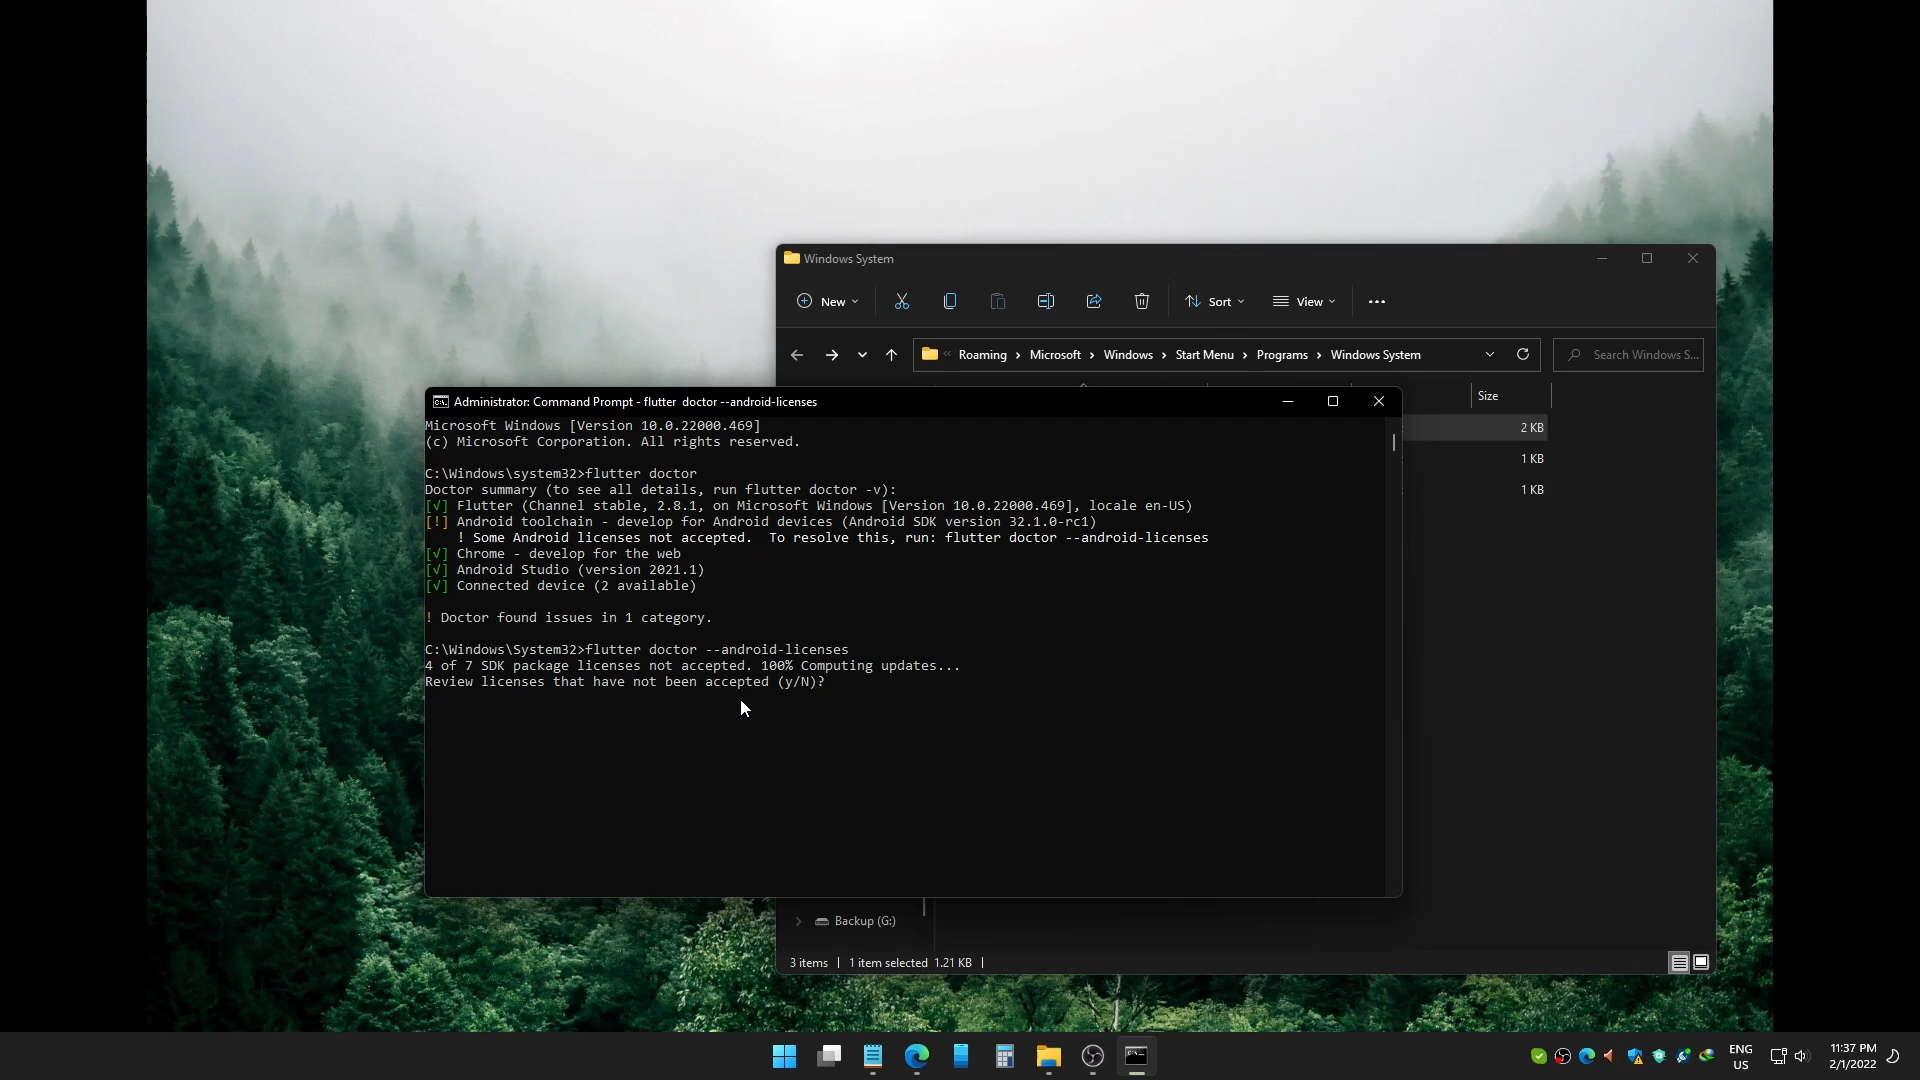 Windows System
New
Sort
View
Roaming > Microsoft > Windows > Start Menu > Programs > Windows System
Search Windows S...
Size
2 KB
1 KB
1 KB
Administrator: Command Prompt - flutter doctor --android-licenses
Microsoft Windows [Version 10.0.22000.469]
(c) Microsoft Corporation. All rights reserved.
C:\Windows\system32>flutter doctor
Doctor summary (to see all details, run flutter doctor -v):
[√] Flutter (Channel stable, 2.8.1, on Microsoft Windows [Version 10.0.22000.469], locale en-US)
[!] Android toolchain - develop for Android devices (Android SDK version 32.1.0-rc1)
! Some Android licenses not accepted.  To resolve this, run: flutter doctor --android-licenses
[√] Chrome - develop for the web
[√] Android Studio (version 2021.1)
[√] Connected device (2 available)
! Doctor found issues in 1 category.
C:\Windows\System32>flutter doctor --android-licenses
4 of 7 SDK package licenses not accepted. 100% Computing updates...
Review licenses that have not been accepted (y/N)?
Backup (G:)
3 items | 1 item selected 1.21 KB |
ENG
US
11:37 PM
2/1/2022